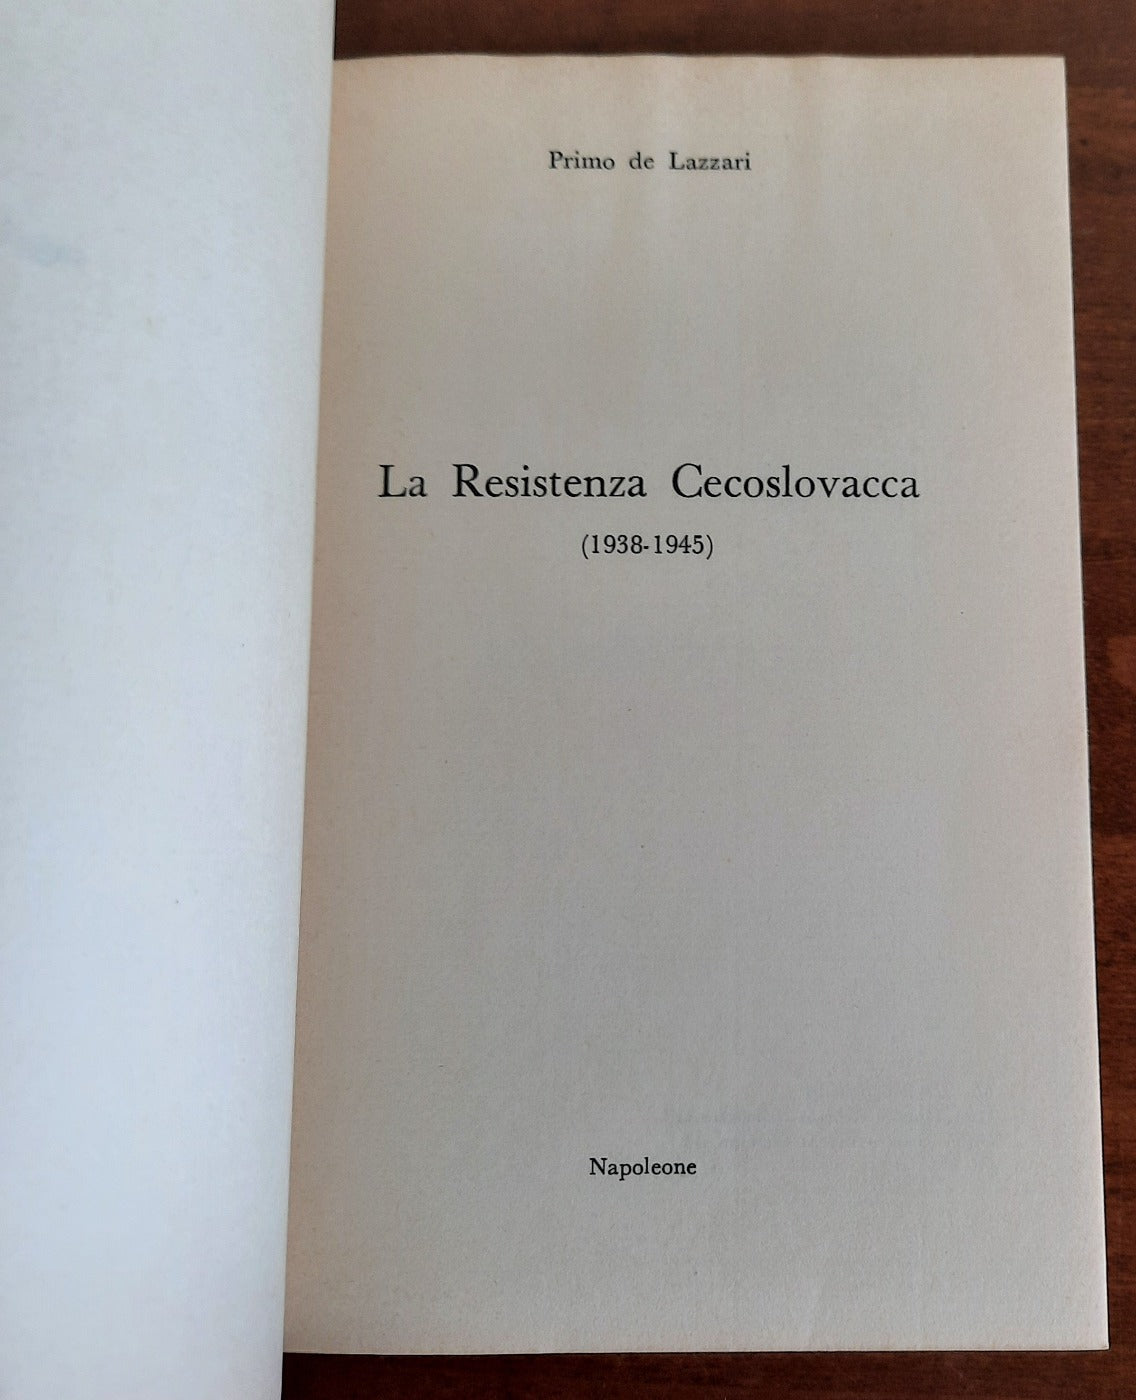 Primo de Lazzari
La Resistenza Cecoslovacca
(1938-1945)
Napoleone